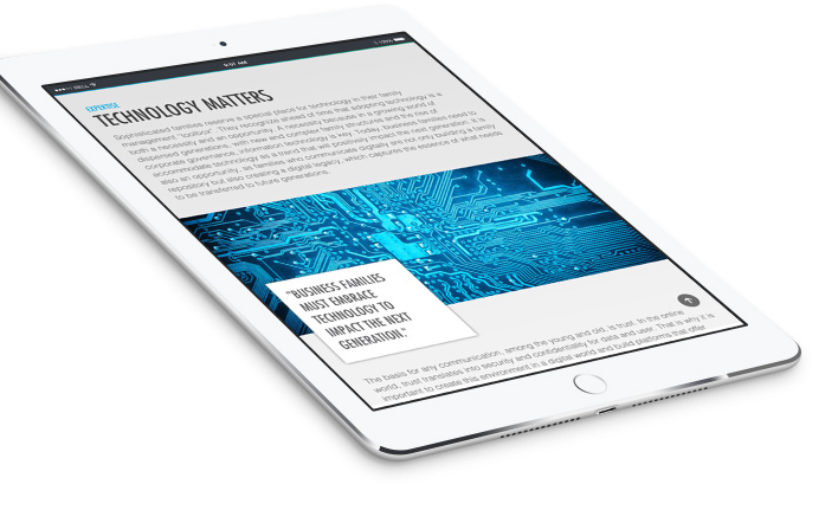 BELL
9:01 AM
100%
EXPERTISE
TECHNOLOGY MATTERS
Sophisticated families reserve a special place for technology in their family
management "toolbox". They recognize ahead of time that adopting technology is a
both a necessity and an opportunity. A necessity because in a growing world of
dispersed generations, with new and complex family structures and the rise of
corporate governance, information technology is key. Today, business families need to
accommodate technology as a trend that will positively impact the next generation. It is
also an opportunity, as families who communicate digitally are not only building a family
repository but also creating a digital legacy, which captures the essence of what needs
to be transferred to future generations.
"BUSINESS FAMILIES
MUST EMBRACE
TECHNOLOGY TO
IMPACT THE NEXT
GENERATION."
The basis for any communication, among the young and old, is trust. In the online
world, trust translates into security and confidentiality for data and user. That is why it is
important to create this environment in a digital world and build platforms that offer